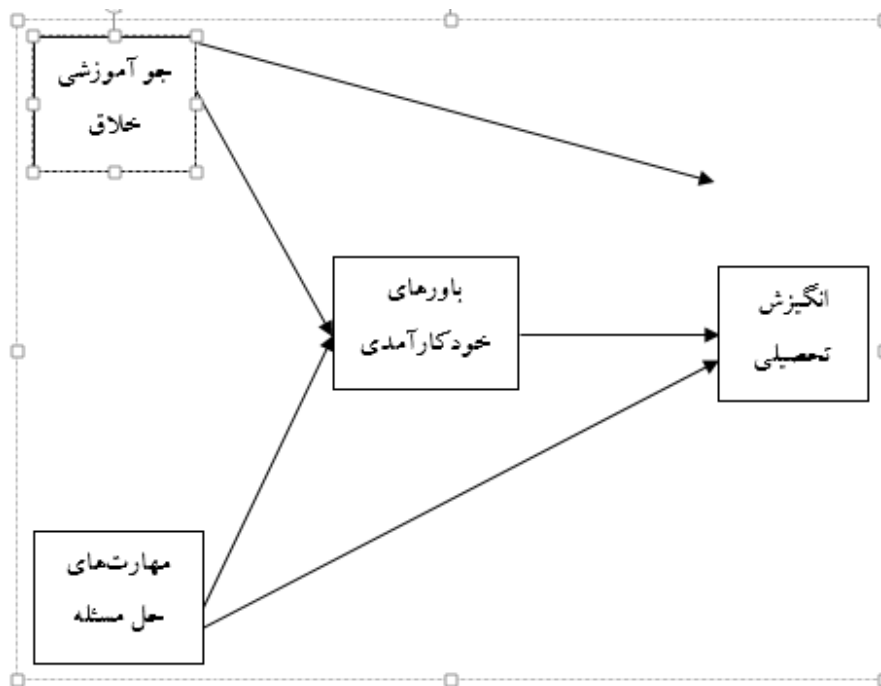 جو آموزشی
خلاق
باورهای
خودکارآمدی
انگیزش
تحصیلی
مهارت‌های
حل مسئله